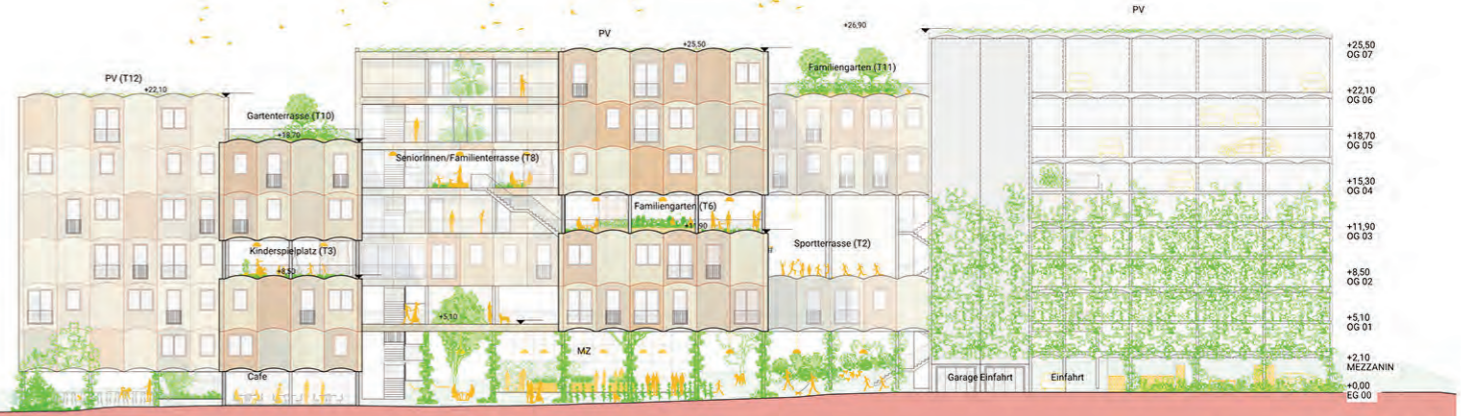 PV
PV
+26,90
+25,50
PV (T12)
+22,10
Familiengarten (T11)
Gartenterrasse (T10)
+18,70
SeniorInnen/Familienterrasse (T8)
Familiengarten (T6)
+11,90
Sportterrasse (T2)
Kinderspielplatz (T3)
+8,50
+5,10
MZ
Cafe
Garage Einfahrt
Einfahrt
+25,50
OG 07
+22,10
OG 06
+18,70
OG 05
+15,30
OG 04
+11,90
OG 03
+8,50
OG 02
+5,10
OG 01
+2,10
MEZZANIN
+0,00
EG 00